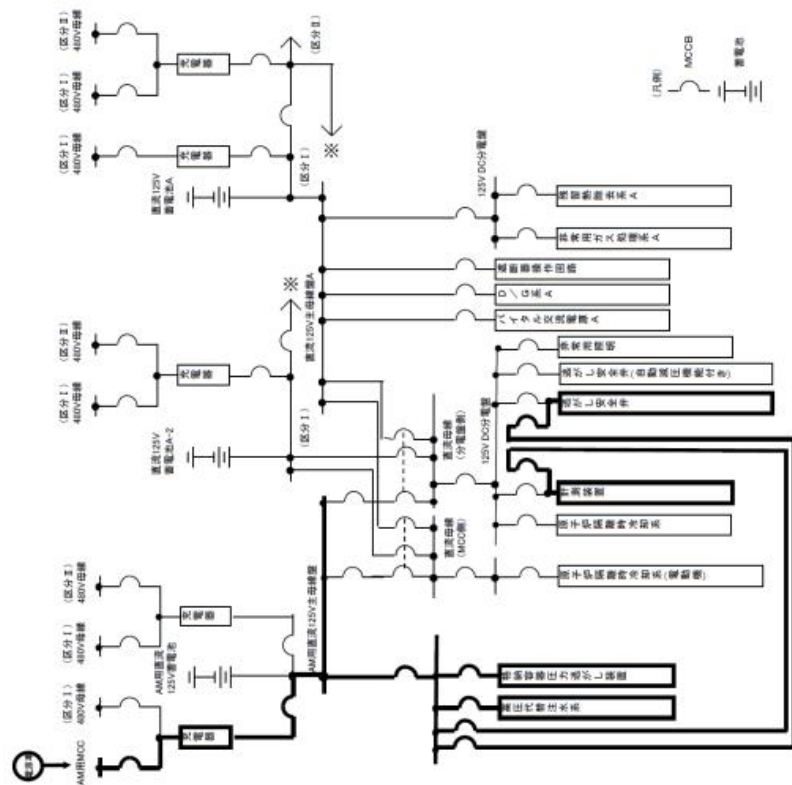 (区分Ⅱ)
480V母線
(区分Ⅰ)
480V母線
(区分Ⅰ)
480V母線
充電器
充電器
直流125V
蓄電池A
(区分Ⅱ)
※
(区分Ⅰ)
(凡例)
MCCB
蓄電池
125V DC分電盤
残留熱除去系A
非常用ガス処理系A
遮断器操作回路
D/G系A
バイタル交流電源A
直流125V主母線盤A
(区分Ⅱ)
480V母線
(区分Ⅰ)
480V母線
充電器
※
直流125V
蓄電池A-2
(区分Ⅰ)
直流母線
(分電盤側)
125V DC分電盤
非常用照明
逃がし安全弁(自動減圧機能付き)
逃がし安全弁
計測装置
原子炉隔離時冷却系
直流母線
(MCC側)
原子炉隔離時冷却系(電動機)
(区分Ⅱ)
480V母線
(区分Ⅰ)
480V母線
充電器
AM用直流
125V蓄電池
AM用直流125V主母線盤
(区分Ⅰ)
480V母線
充電器
格納容器圧力逃がし装置
高圧代替注水系
電源車
AM用MCC